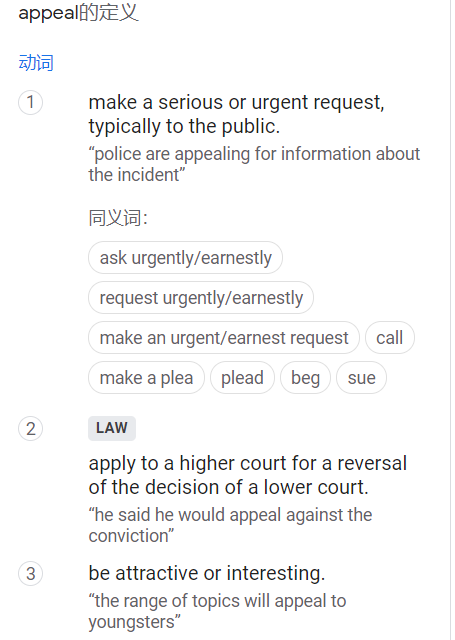 appeal的定义
动词
1 make a serious or urgent request,
typically to the public.
“police are appealing for information about
the incident”
同义词：
ask urgently/earnestly
request urgently/earnestly
make an urgent/earnest request call
make a plea plead beg sue
2 LAW
apply to a higher court for a reversal
of the decision of a lower court.
“he said he would appeal against the
conviction”
3 be attractive or interesting.
“the range of topics will appeal to
youngsters”